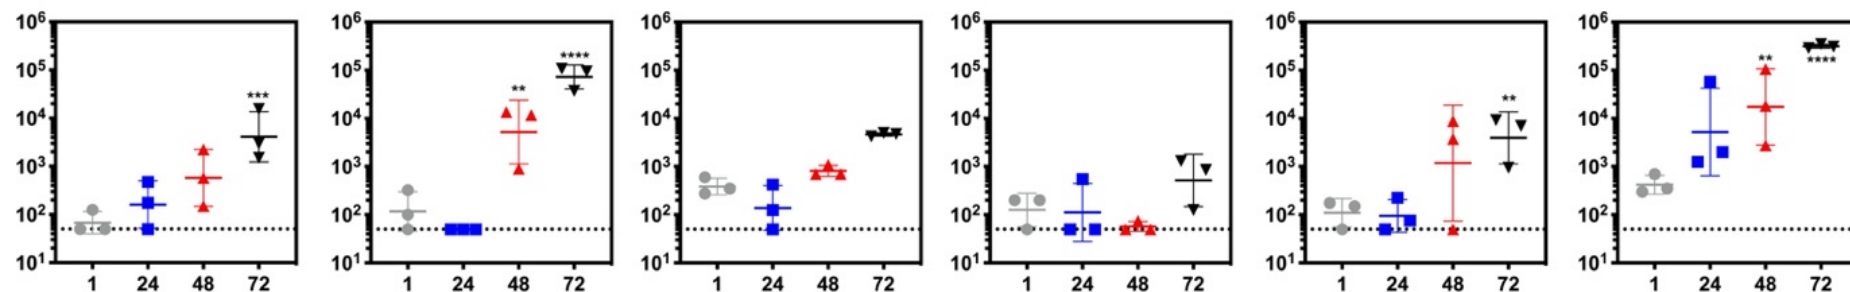 10⁶ 10⁶ 10⁶ 10⁶ 10⁶ 10⁶
10⁵ 10⁵ 10⁵ 10⁵ 10⁵ 10⁵
*** **** ** ** ** ****
10⁴ 10⁴ 10⁴ 10⁴ 10⁴ 10⁴
10³ 10³ 10³ 10³ 10³ 10³
10² 10² 10² 10² 10² 10²
10¹ 10¹ 10¹ 10¹ 10¹ 10¹
1 24 48 72 1 24 48 72 1 24 48 72 1 24 48 72 1 24 48 72 1 24 48 72